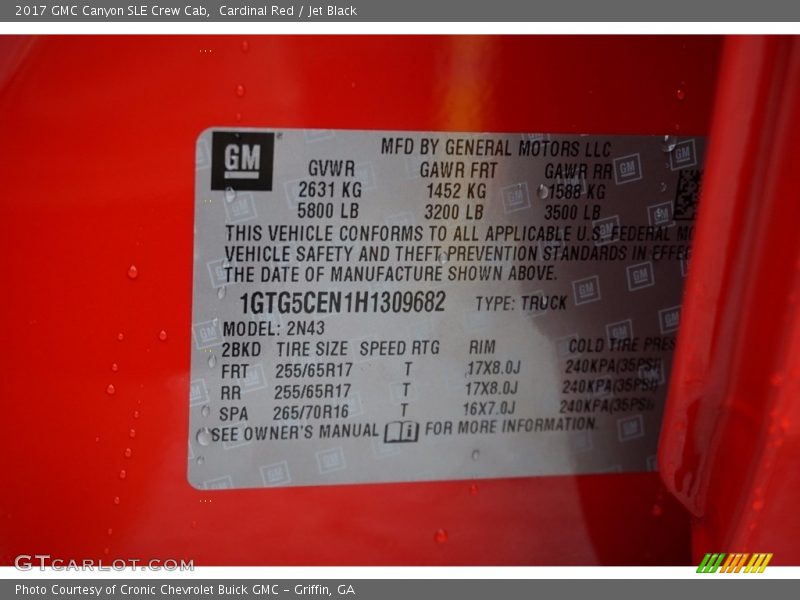 2017 GMC Canyon SLE Crew Cab, Cardinal Red / Jet Black
GM
MFD BY GENERAL MOTORS LLC
GVWR GAWR FRT GAWR RR
2631 KG 1452 KG 1588 KG
5800 LB 3200 LB 3500 LB
THIS VEHICLE CONFORMS TO ALL APPLICABLE U.S. FEDERAL MO
VEHICLE SAFETY AND THEFT PREVENTION STANDARDS IN EFFEC
THE DATE OF MANUFACTURE SHOWN ABOVE.
1GTG5CEN1H1309682 TYPE: TRUCK
MODEL: 2N43
2BKD TIRE SIZE SPEED RTG RIM COLD TIRE PRES
FRT 255/65R17 T 17X8.0J 240KPA(35PSI)
RR 255/65R17 T 17X8.0J 240KPA(35PSI)
SPA 265/70R16 T 16X7.0J 240KPA(35PSI)
SEE OWNER'S MANUAL FOR MORE INFORMATION.
GTCARLOT.COM
Photo Courtesy of Cronic Chevrolet Buick GMC – Griffin, GA